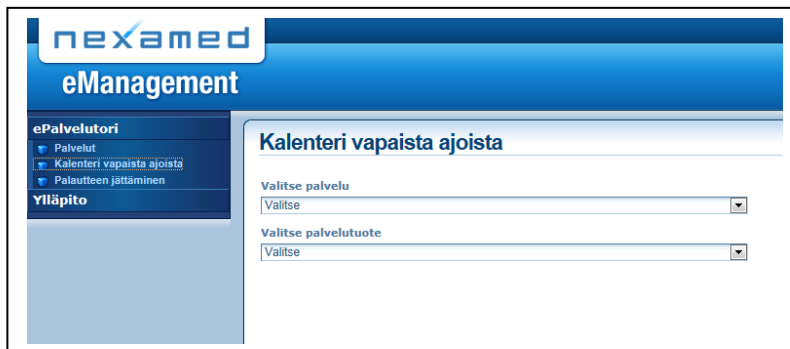 nexamed
eManagement
ePalvelutori
Palvelut
Kalenteri vapaista ajoista
Palautteen jättäminen
Ylläpito
Kalenteri vapaista ajoista
Valitse palvelu
Valitse
Valitse palvelutuote
Valitse